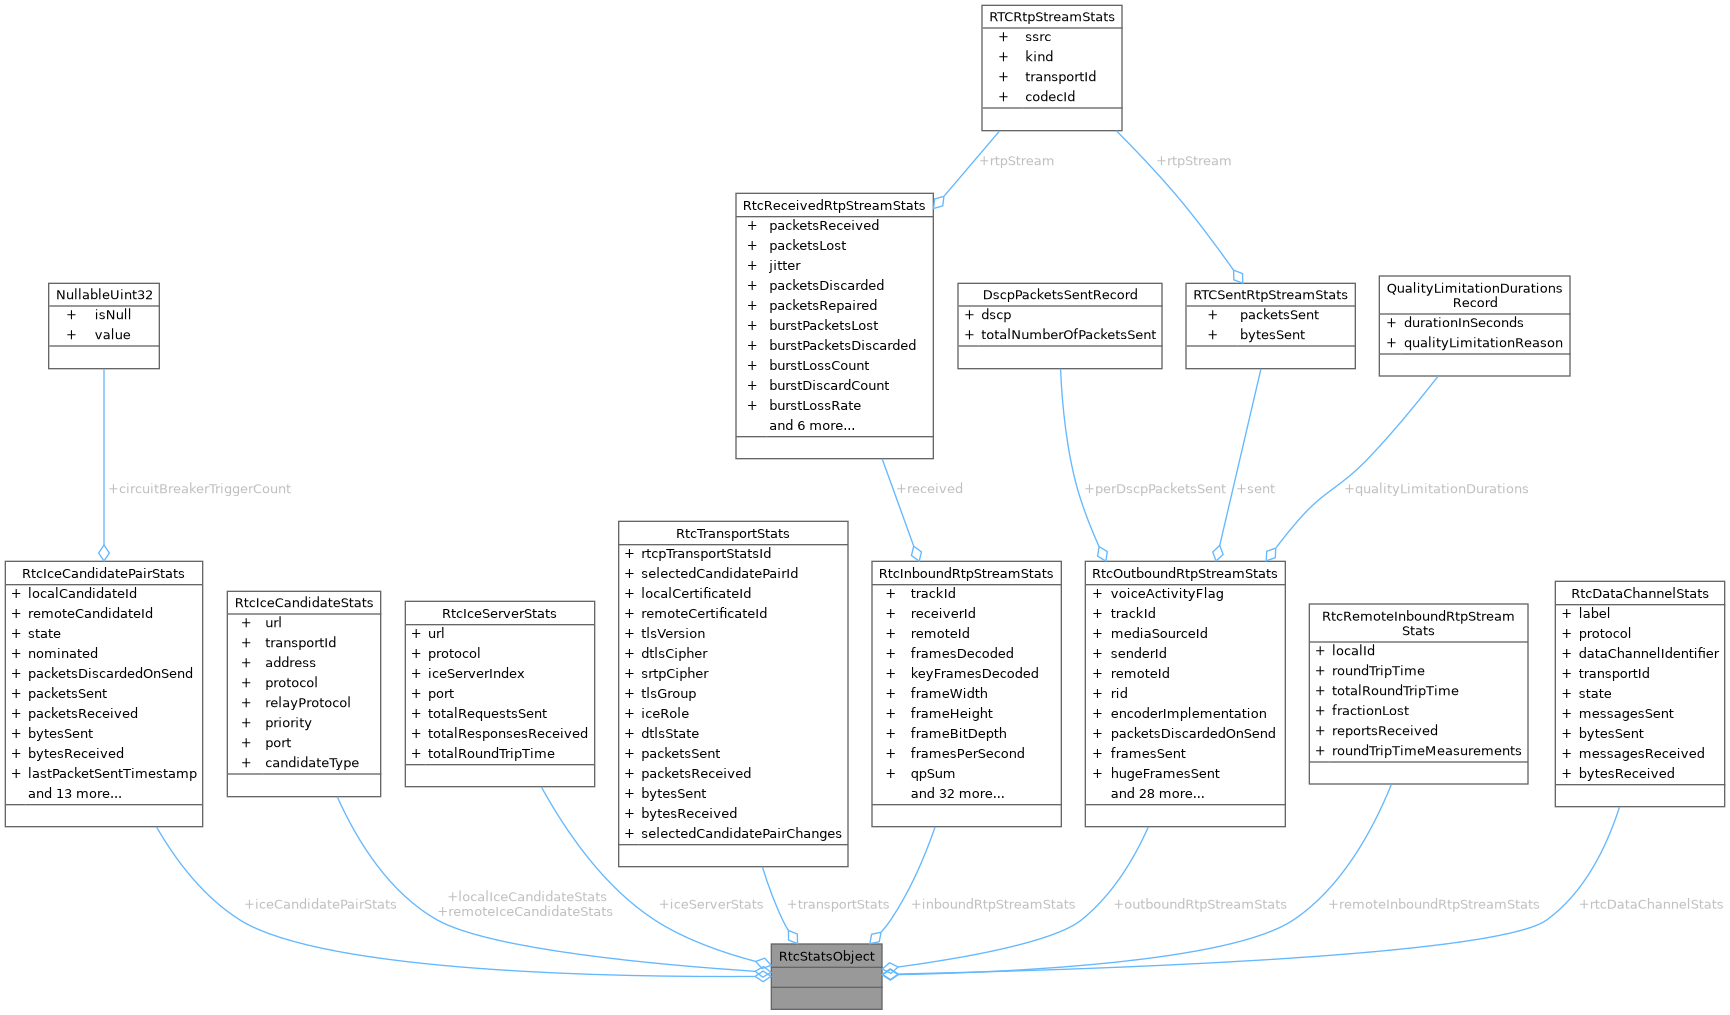 RTCRtpStreamStats
+ ssrc
+ kind
+ transportId
+ codecId
+rtpStream
+rtpStream
RtcReceivedRtpStreamStats
+ packetsReceived
+ packetsLost
+ jitter
+ packetsDiscarded
+ packetsRepaired
+ burstPacketsLost
+ burstPacketsDiscarded
+ burstLossCount
+ burstDiscardCount
+ burstLossRate
and 6 more...
NullableUint32
+ isNull
+ value
DscpPacketsSentRecord
+ dscp
+ totalNumberOfPacketsSent
RTCSentRtpStreamStats
+ packetsSent
+ bytesSent
QualityLimitationDurations
Record
+ durationInSeconds
+ qualityLimitationReason
+circuitBreakerTriggerCount
+received
+perDscpPacketsSent
+sent
+qualityLimitationDurations
RtcIceCandidatePairStats
+ localCandidateId
+ remoteCandidateId
+ state
+ nominated
+ packetsDiscardedOnSend
+ packetsSent
+ packetsReceived
+ bytesSent
+ bytesReceived
+ lastPacketSentTimestamp
and 13 more...
RtcIceCandidateStats
+ url
+ transportId
+ address
+ protocol
+ relayProtocol
+ priority
+ port
+ candidateType
RtcIceServerStats
+ url
+ protocol
+ iceServerIndex
+ port
+ totalRequestsSent
+ totalResponsesReceived
+ totalRoundTripTime
RtcTransportStats
+ rtcpTransportStatsId
+ selectedCandidatePairId
+ localCertificateId
+ remoteCertificateId
+ tlsVersion
+ dtlsCipher
+ srtpCipher
+ tlsGroup
+ iceRole
+ dtlsState
+ packetsSent
+ packetsReceived
+ bytesSent
+ bytesReceived
+ selectedCandidatePairChanges
RtcInboundRtpStreamStats
+ trackId
+ receiverId
+ remoteId
+ framesDecoded
+ keyFramesDecoded
+ frameWidth
+ frameHeight
+ frameBitDepth
+ framesPerSecond
+ qpSum
and 32 more...
RtcOutboundRtpStreamStats
+ voiceActivityFlag
+ trackId
+ mediaSourceId
+ senderId
+ remoteId
+ rid
+ encoderImplementation
+ packetsDiscardedOnSend
+ framesSent
+ hugeFramesSent
and 28 more...
RtcRemoteInboundRtpStream
Stats
+ localId
+ roundTripTime
+ totalRoundTripTime
+ fractionLost
+ reportsReceived
+ roundTripTimeMeasurements
RtcDataChannelStats
+ label
+ protocol
+ dataChannelIdentifier
+ transportId
+ state
+ messagesSent
+ bytesSent
+ messagesReceived
+ bytesReceived
+iceCandidatePairStats
+localIceCandidateStats
+remoteIceCandidateStats
+iceServerStats
+transportStats
+inboundRtpStreamStats
+outboundRtpStreamStats
+remoteInboundRtpStreamStats
+rtcDataChannelStats
RtcStatsObject